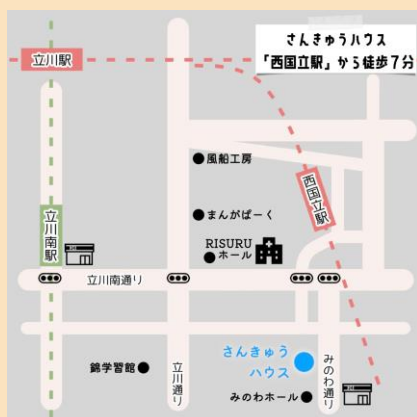 さんきゅうハウス
「西国立駅」から徒歩7分
立川駅
風船工房
西国立駅
まんがぱーく
立川南駅
RISURU
ホール
立川南通り
さんきゅう
ハウス
錦学習館
立川通り
みのわ通り
みのわホール